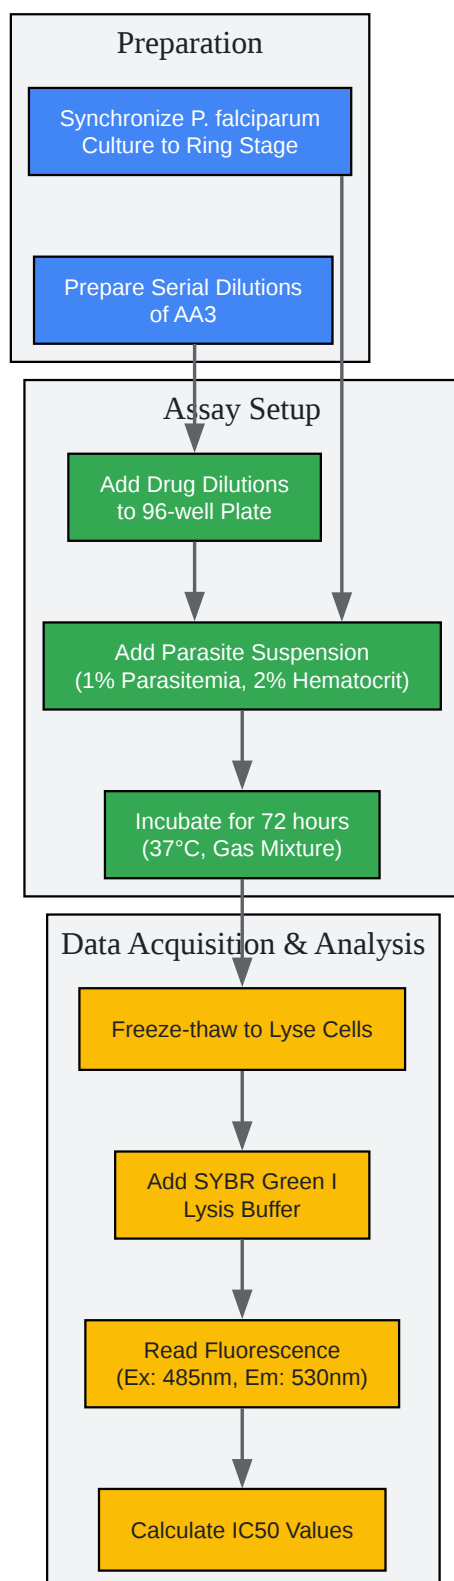 Preparation
Synchronize P. falciparum
Culture to Ring Stage
Prepare Serial Dilutions
of AA3
Assay Setup
Add Drug Dilutions
to 96-well Plate
Add Parasite Suspension
(1% Parasitemia, 2% Hematocrit)
Incubate for 72 hours
(37°C, Gas Mixture)
Data Acquisition & Analysis
Freeze-thaw to Lyse Cells
Add SYBR Green I
Lysis Buffer
Read Fluorescence
(Ex: 485nm, Em: 530nm)
Calculate IC50 Values